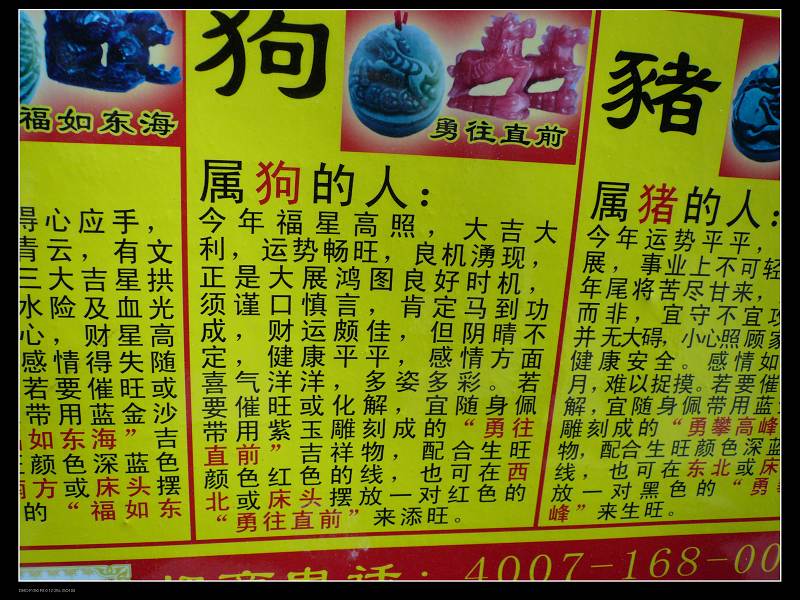 福如东海
得心应手，
青云，有文
三大吉星拱
水险及血光
心，财星高
感情得失随
若要催旺或
带用蓝金沙
如东海”吉
颜色深蓝色
南方或床头摆
的“福如东
狗
勇往直前
属狗的人：
今年福星高照，大吉大
利，运势畅旺，良机湧现，
正是大展鸿图良好时机，
须谨口慎言，肯定马到功
成，财运颇佳，但阴晴不
定，健康平平，感情方面
喜气洋洋，多姿多彩。若
要催旺或化解，宜随身佩
带用紫玉雕刻成的“勇往
直前”吉祥物，配合生旺
颜色红色的线，也可在西
北或床头摆放一对红色的
“勇往直前”来添旺。
豬
属猪的人：
今年运势平平，
展，事业上不可轻
年尾将苦尽甘来，
而非，宜守不宜攻
并无大碍，小心照顾家
健康安全。感情如
月，难以捉摸。若要催
解，宜随身佩带用蓝
雕刻成的“勇攀高峰
物，配合生旺颜色深蓝
线，也可在东北或床
放一对黑色的“勇
峰”来生旺。
电话：4007-168-00